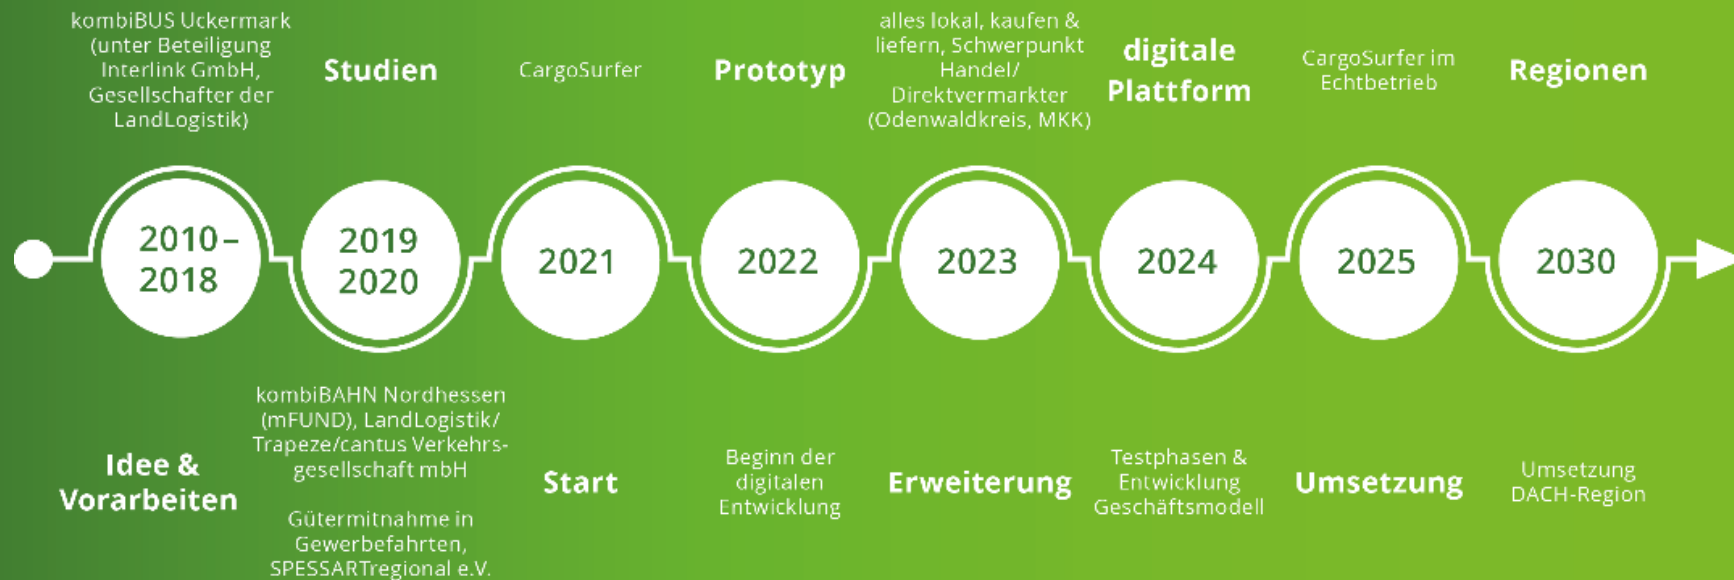 kombiBUS Uckermark
(unter Beteiligung
Interlink GmbH,
Gesellschafter der
LandLogistik)
2010–
2018
Idee &
Vorarbeiten
Studien
2019
2020
kombiBAHN Nordhessen
(mFUND), LandLogistik/
Trapeze/cantus Verkehrs-
gesellschaft mbH
Gütermitnahme in
Gewerbefahrten,
SPESSARTregional e.V.
CargoSurfer
2021
Start
Prototyp
2022
Beginn der
digitalen
Entwicklung
alles lokal, kaufen &
liefern, Schwerpunkt
Handel/
Direktvermarkter
(Odenwaldkreis, MKK)
2023
Erweiterung
digitale
Plattform
2024
Testphasen &
Entwicklung
Geschäftsmodell
CargoSurfer im
Echtbetrieb
2025
Umsetzung
Regionen
2030
Umsetzung
DACH-Region